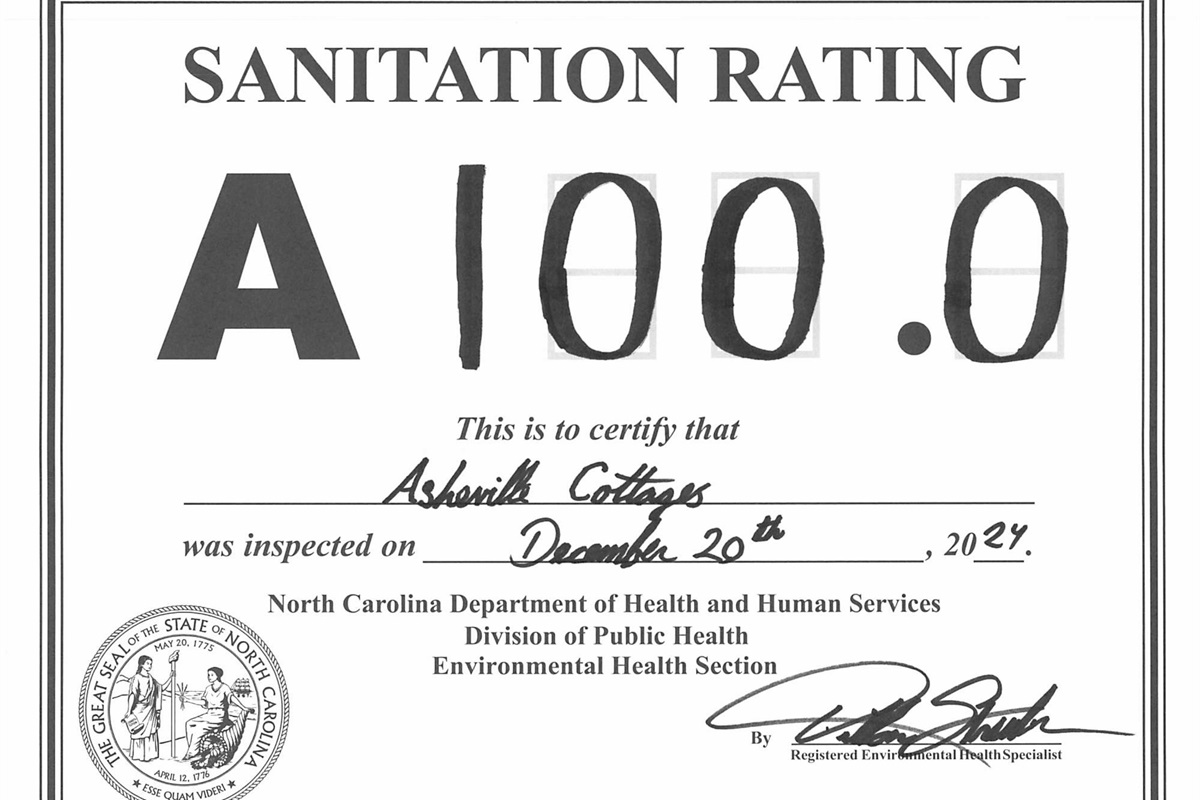 SANITATION RATING
A 100.0
This is to certify that
Asheville Cottages
was inspected on December 20th, 2024.
North Carolina Department of Health and Human Services
Division of Public Health
Environmental Health Section
THE GREAT SEAL OF THE STATE OF NORTH CAROLINA
MAY 20, 1775
APRIL 12, 1776
★ ESSE QUAM VIDERI ★
By
Registered Environmental Health Specialist